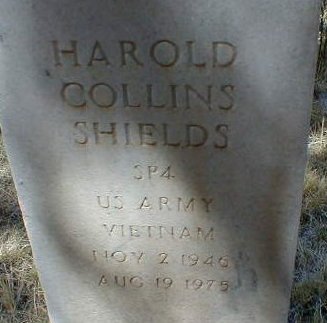 HAROLD
COLLINS
SHIELDS
SP4
US ARMY
VIETNAM
NOV 2 1946
AUG 19 1975